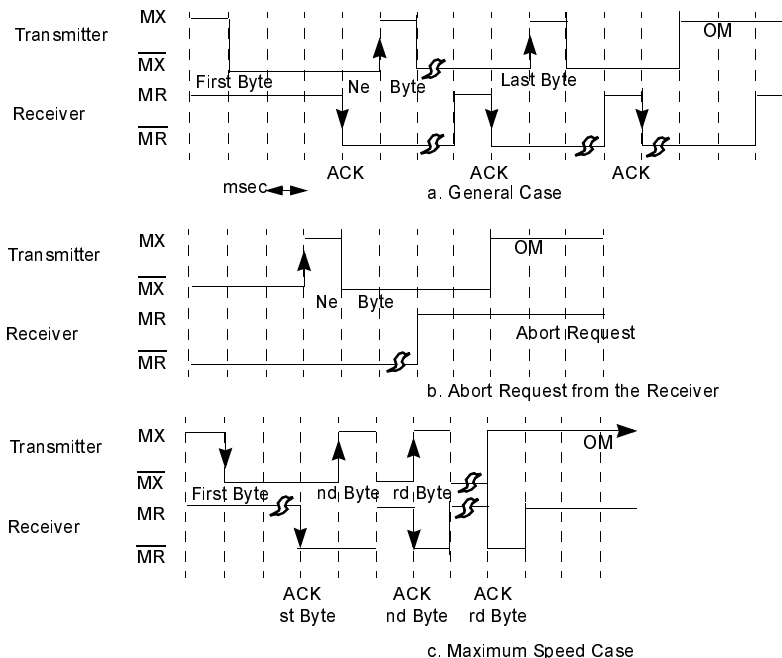 MX
Transmitter
OM
MX
First Byte Ne Byte Last Byte
MR
Receiver
MR
ACK ACK ACK
msec
a. General Case
MX
Transmitter
OM
MX
Ne Byte
MR
Receiver
Abort Request
MR
b. Abort Request from the Receiver
MX
Transmitter
OM
MX
First Byte nd Byte rd Byte
MR
Receiver
MR
ACK ACK ACK
st Byte nd Byte rd Byte
c. Maximum Speed Case